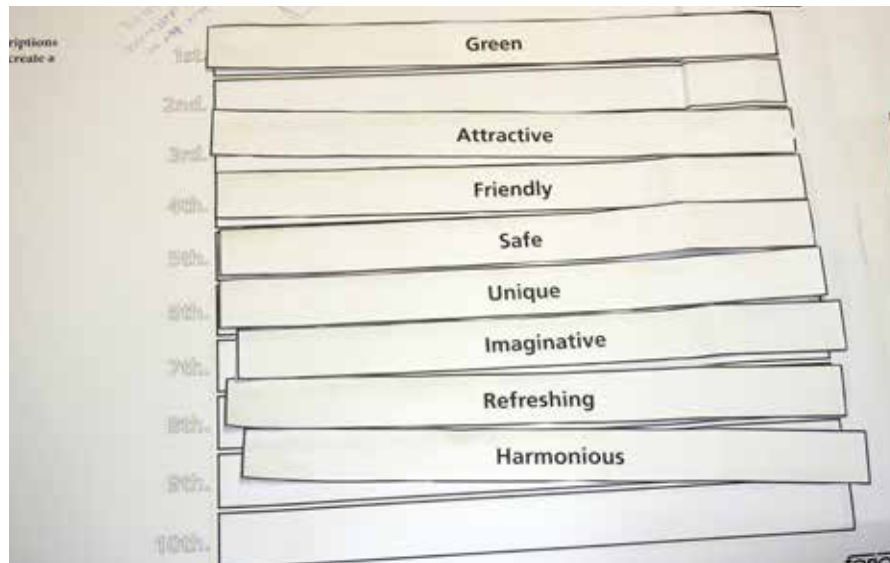 riptions
create a
1st.
Green
2nd.
Attractive
3rd.
Friendly
4th.
Safe
5th.
Unique
6th.
Imaginative
7th.
Refreshing
8th.
Harmonious
9th.
10th.